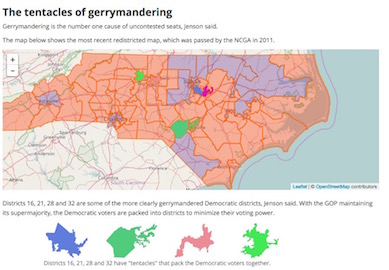 The tentacles of gerrymandering
Gerrymandering is the number one cause of uncontested seats, Jenson said.
The map below shows the most recent redistricted map, which was passed by the NCGA in 2011.
+
−
Spartanburg
South Carolina
Leaflet | © OpenStreetMap contributors
Districts 16, 21, 28 and 32 are some of the more clearly gerrymandered Democratic districts, Jenson said. With the GOP maintaining
its supermajority, the Democratic voters are packed into districts to minimize their voting power.
Districts 16, 21, 28 and 32 have "tentacles" that pack the Democratic voters together.